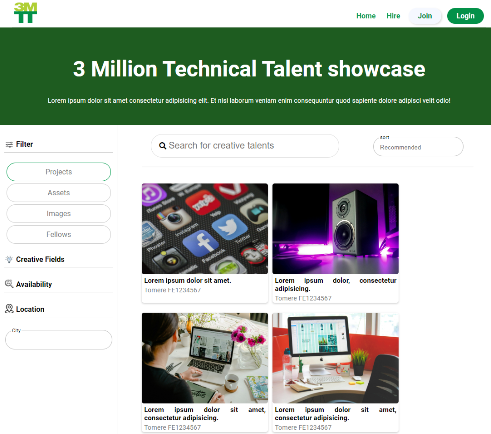 3M
TT
Home Hire Join Login
3 Million Technical Talent showcase
Lorem ipsum dolor sit amet consectetur adipisicing elit. Et nisi laborum veniam enim consequuntur quod sapiente dolore adipisci velit odio!
Filter
Search for creative talents
sort
Recommended
Projects
Assets
Images
Fellows
Creative Fields
Availability
Location
City
Lorem ipsum dolor sit amet.
Tomere FE1234567
Lorem ipsum dolor, consectetur
adipisicing.
Tomere FE1234567
Lorem ipsum dolor sit amet,
consectetur adipisicing.
Tomere FE1234567
Lorem ipsum dolor sit amet,
consectetur adipisicing.
Tomere FE1234567